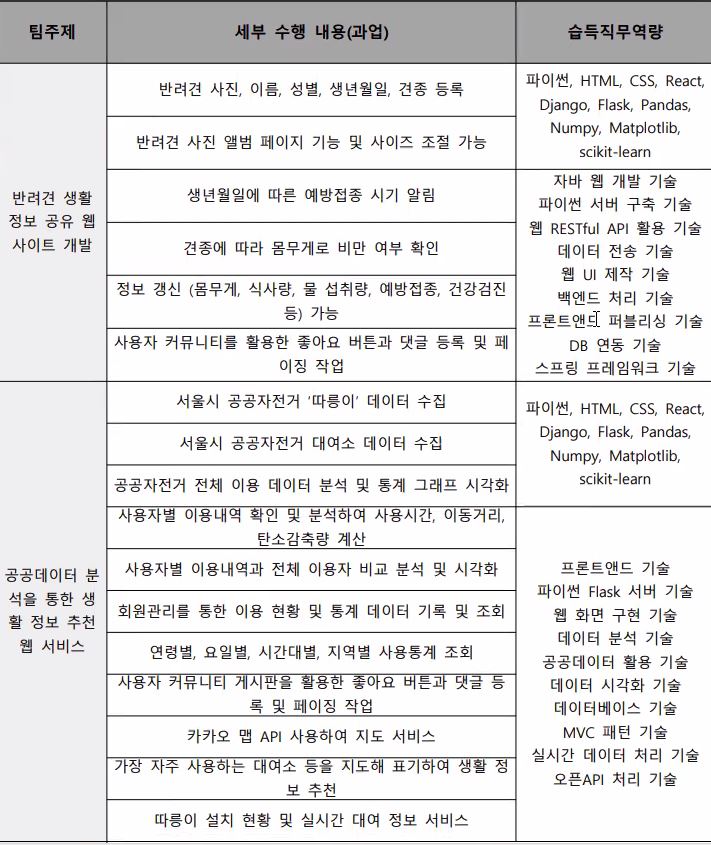 팀주제
세부 수행 내용(과업)
습득직무역량
반려견 생활
정보 공유 웹
사이트 개발
반려견 사진, 이름, 성별, 생년월일, 견종 등록
반려견 사진 앨범 페이지 기능 및 사이즈 조절 가능
생년월일에 따른 예방접종 시기 알림
견종에 따라 몸무게로 비만 여부 확인
정보 갱신 (몸무게, 식사량, 물 섭취량, 예방접종, 건강검진
등) 가능
사용자 커뮤니티를 활용한 좋아요 버튼과 댓글 등록 및 페
이징 작업
파이썬, HTML, CSS, React,
Django, Flask, Pandas,
Numpy, Matplotlib,
scikit-learn
자바 웹 개발 기술
파이썬 서버 구축 기술
웹 RESTful API 활용 기술
데이터 전송 기술
웹 UI 제작 기술
백엔드 처리 기술
프론트앤드 퍼블리싱 기술
DB 연동 기술
스프링 프레임워크 기술
공공데이터 분
석을 통한 생
활 정보 추천
웹 서비스
서울시 공공자전거 '따릉이' 데이터 수집
서울시 공공자전거 대여소 데이터 수집
공공자전거 전체 이용 데이터 분석 및 통계 그래프 시각화
사용자별 이용내역 확인 및 분석하여 사용시간, 이동거리,
탄소감축량 계산
사용자별 이용내역과 전체 이용자 비교 분석 및 시각화
회원관리를 통한 이용 현황 및 통계 데이터 기록 및 조회
연령별, 요일별, 시간대별, 지역별 사용통계 조회
사용자 커뮤니티 게시판을 활용한 좋아요 버튼과 댓글 등
록 및 페이징 작업
카카오 맵 API 사용하여 지도 서비스
가장 자주 사용하는 대여소 등을 지도해 표기하여 생활 정
보 추천
따릉이 설치 현황 및 실시간 대여 정보 서비스
파이썬, HTML, CSS, React,
Django, Flask, Pandas,
Numpy, Matplotlib,
scikit-learn
프론트앤드 기술
파이썬 Flask 서버 기술
웹 화면 구현 기술
데이터 분석 기술
공공데이터 활용 기술
데이터 시각화 기술
데이터베이스 기술
MVC 패턴 기술
실시간 데이터 처리 기술
오픈API 처리 기술